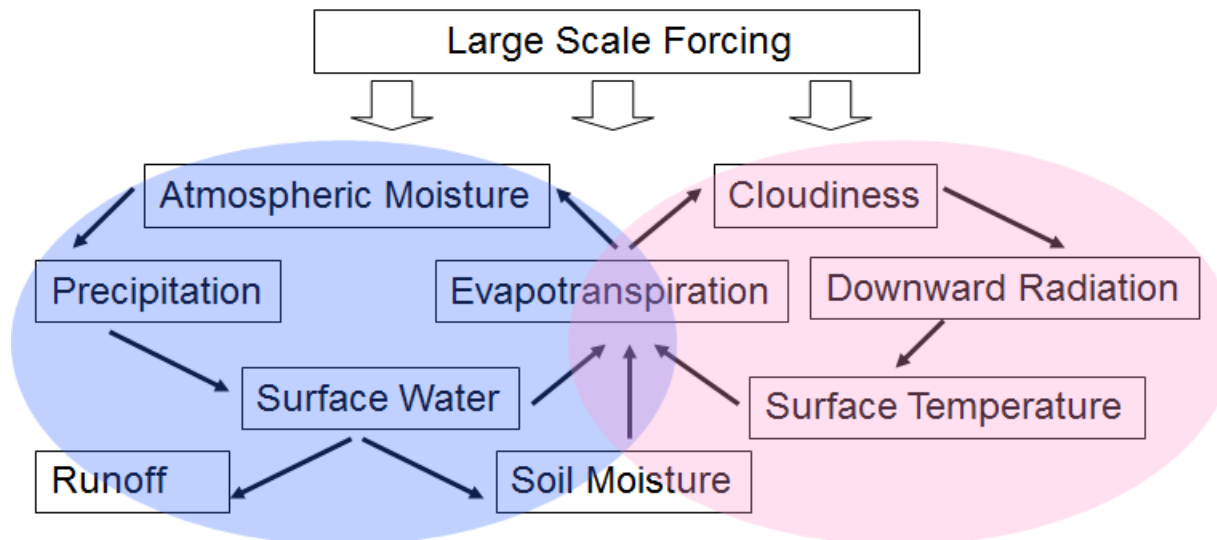 Large Scale Forcing
Atmospheric Moisture
Cloudiness
Precipitation
Evapotranspiration
Downward Radiation
Surface Water
Surface Temperature
Runoff
Soil Moisture